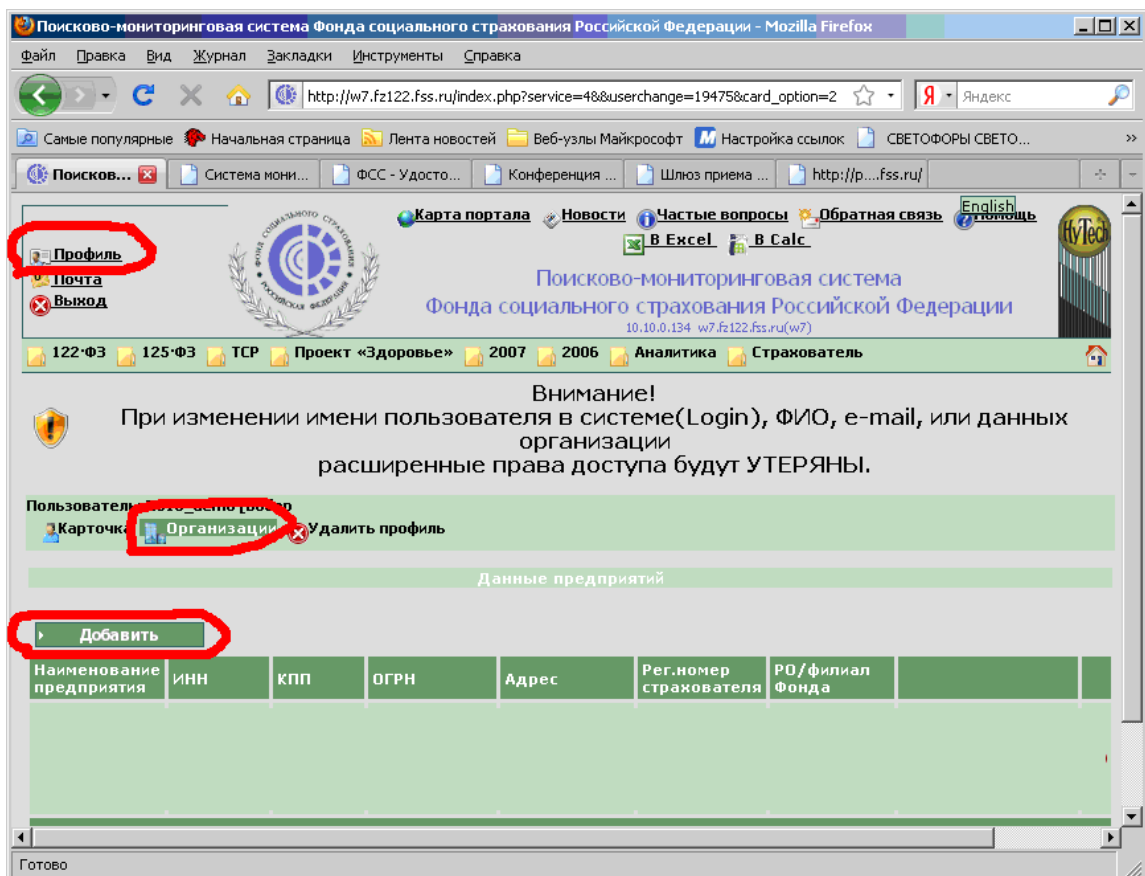 Поисково-мониторинговая система Фонда социального страхования Российской Федерации - Mozilla Firefox
Файл Правка Вид Журнал Закладки Инструменты Справка
http://w7.fz122.fss.ru/index.php?service=4&&userchange=19475&card_option=2 Я Яндекс
Самые популярные Начальная страница Лента новостей Веб-узлы Майкрософт Настройка ссылок СВЕТОФОРЫ СВЕТО... »
Поисков... Система мони... ФСС - Удосто... Конференция ... Шлюз приема ... http://p....fss.ru/
English
Карта портала Новости Частые вопросы Обратная связь Помощь
В Excel В Calc
Профиль
Почта
Выход
HyTech
Поисково-мониторинговая система
Фонда социального страхования Российской Федерации
10.10.0.134 w7.fz122.fss.ru(w7)
122-ФЗ 125-ФЗ ТСР Проект «Здоровье» 2007 2006 Аналитика Страхователь
Внимание!
При изменении имени пользователя в системе(Login), ФИО, e-mail, или данных
организации
расширенные права доступа будут УТЕРЯНЫ.
Пользователь
Карточка Организации Удалить профиль
Данные предприятий
Добавить
Наименование предприятия ИНН КПП ОГРН Адрес Рег.номер страхователя РО/филиал Фонда
Готово